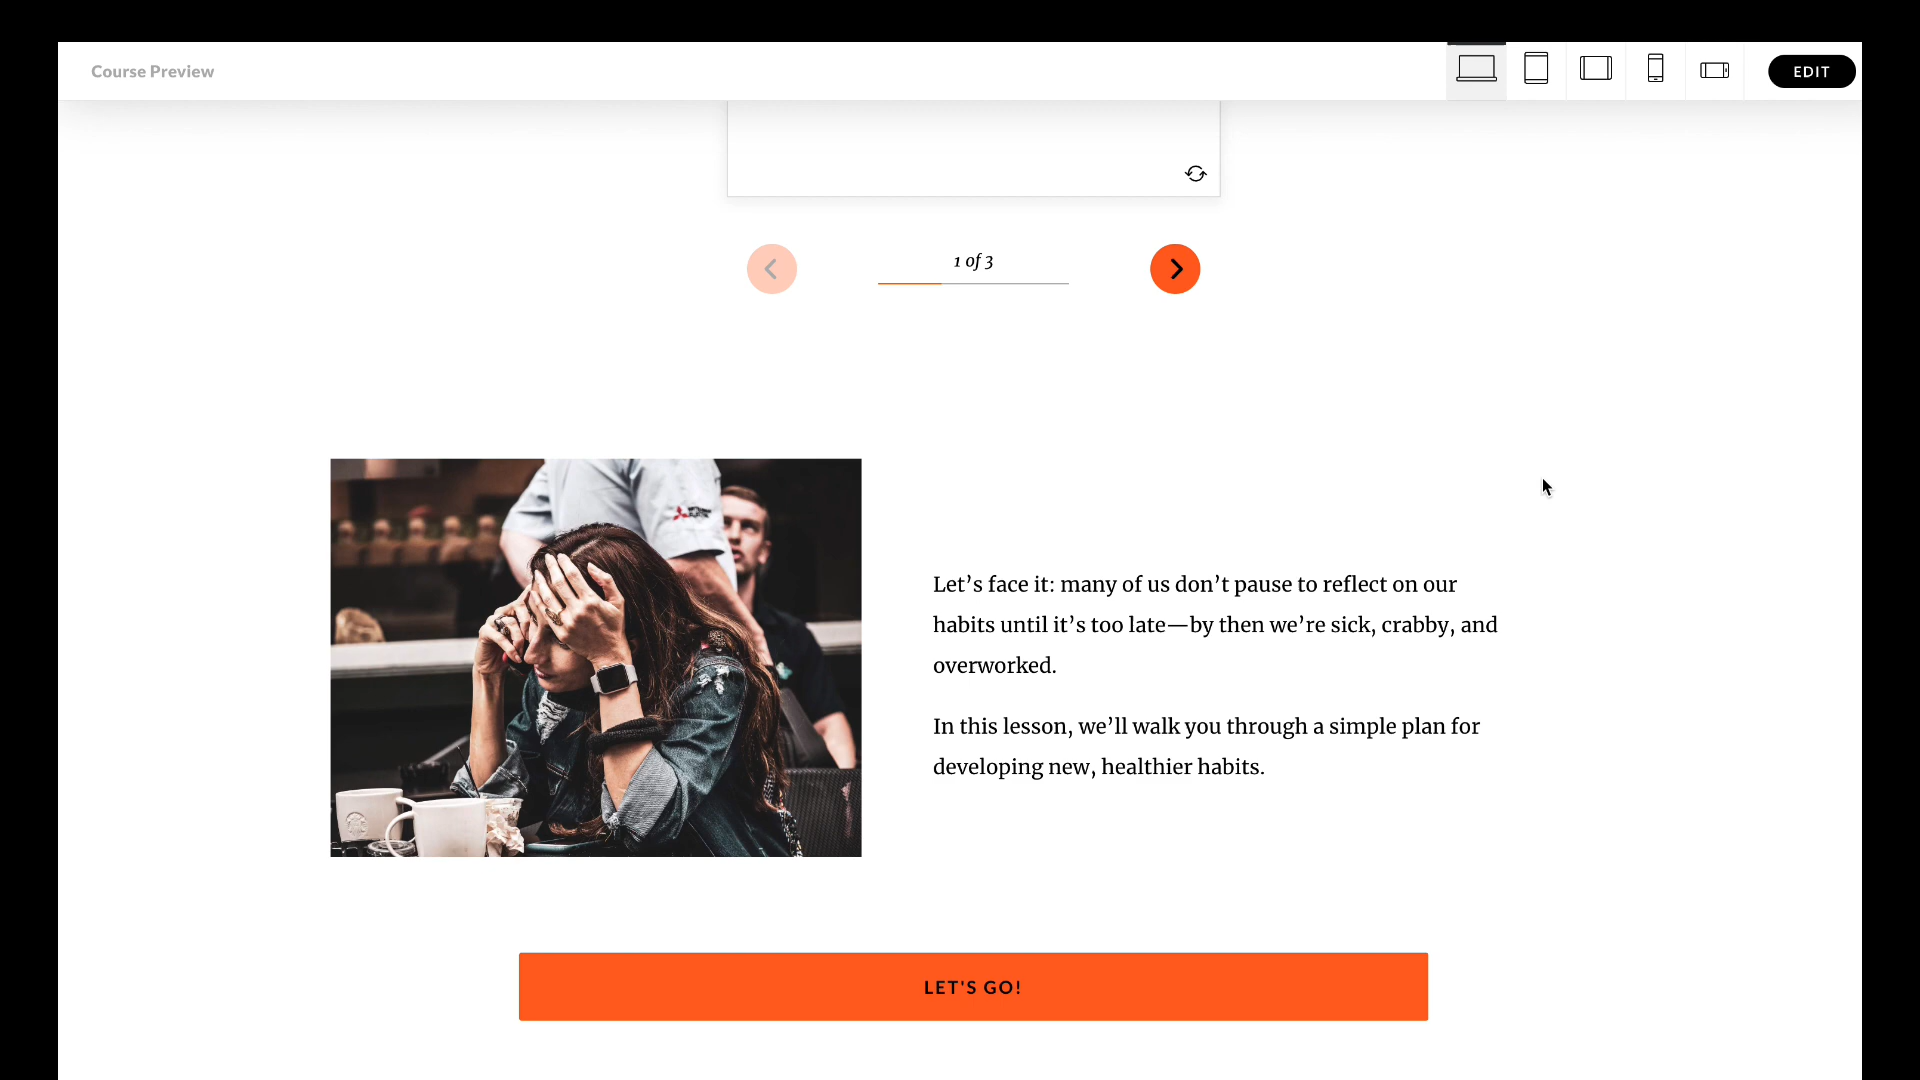 Course Preview
EDIT
1 of 3
Let’s face it: many of us don’t pause to reflect on our
habits until it’s too late—by then we’re sick, crabby, and
overworked.
In this lesson, we’ll walk you through a simple plan for
developing new, healthier habits.
LET'S GO!